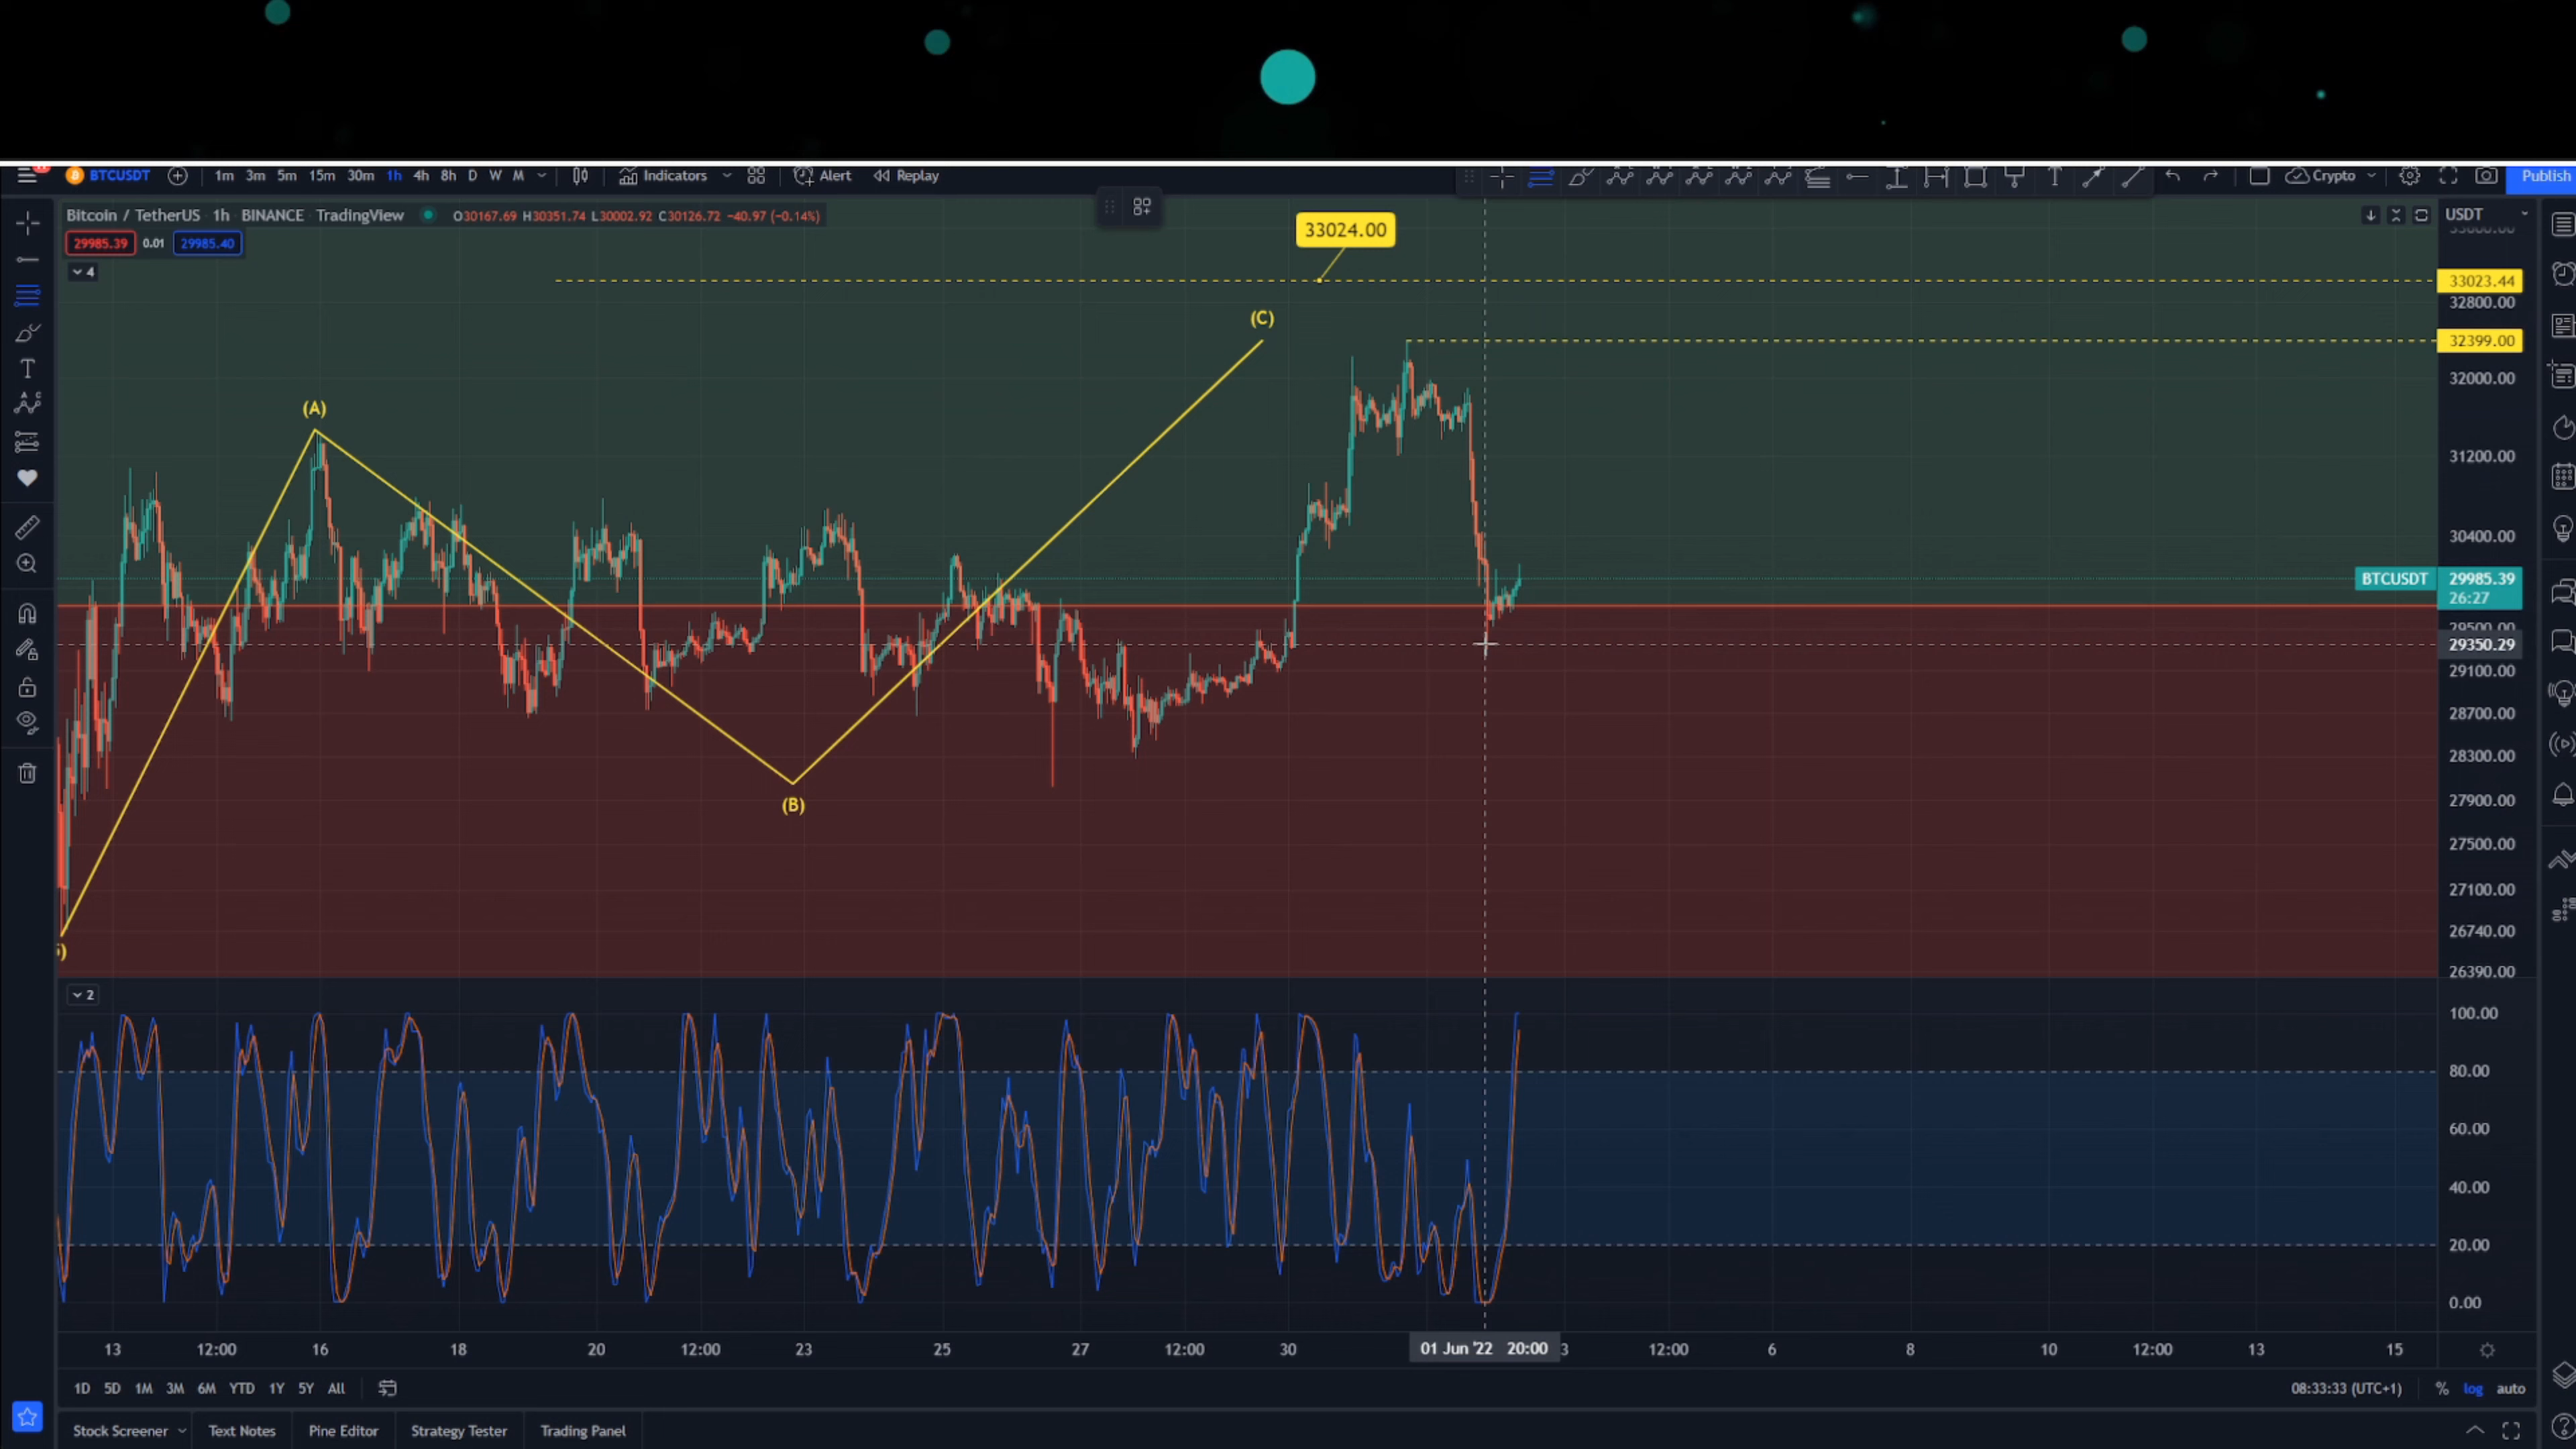 BTCUSDT 1m 3m 5m 15m 30m 1h 4h 8h D W M Indicators Alert Replay Crypto Publish
Bitcoin / TetherUS · 1h · BINANCE · TradingView O30167.69 H30351.74 L30002.92 C30126.72 −40.97 (−0.14%) USDT
29985.39 0.01 29985.40
33024.00
4
33023.44
32800.00
(C)
32399.00
32000.00
(A)
31200.00
30400.00
BTCUSDT 29985.39
26:27
29500.00
29350.29
29100.00
28700.00
28300.00
(B)
27900.00
27500.00
27100.00
26740.00
26390.00
2
100.00
80.00
60.00
40.00
20.00
0.00
13 12:00 16 18 20 12:00 23 25 27 12:00 30 01 Jun '22 20:00 3 12:00 6 8 10 12:00 13 15
1D 5D 1M 3M 6M YTD 1Y 5Y All 08:33:33 (UTC+1) % log auto
Stock Screener Text Notes Pine Editor Strategy Tester Trading Panel